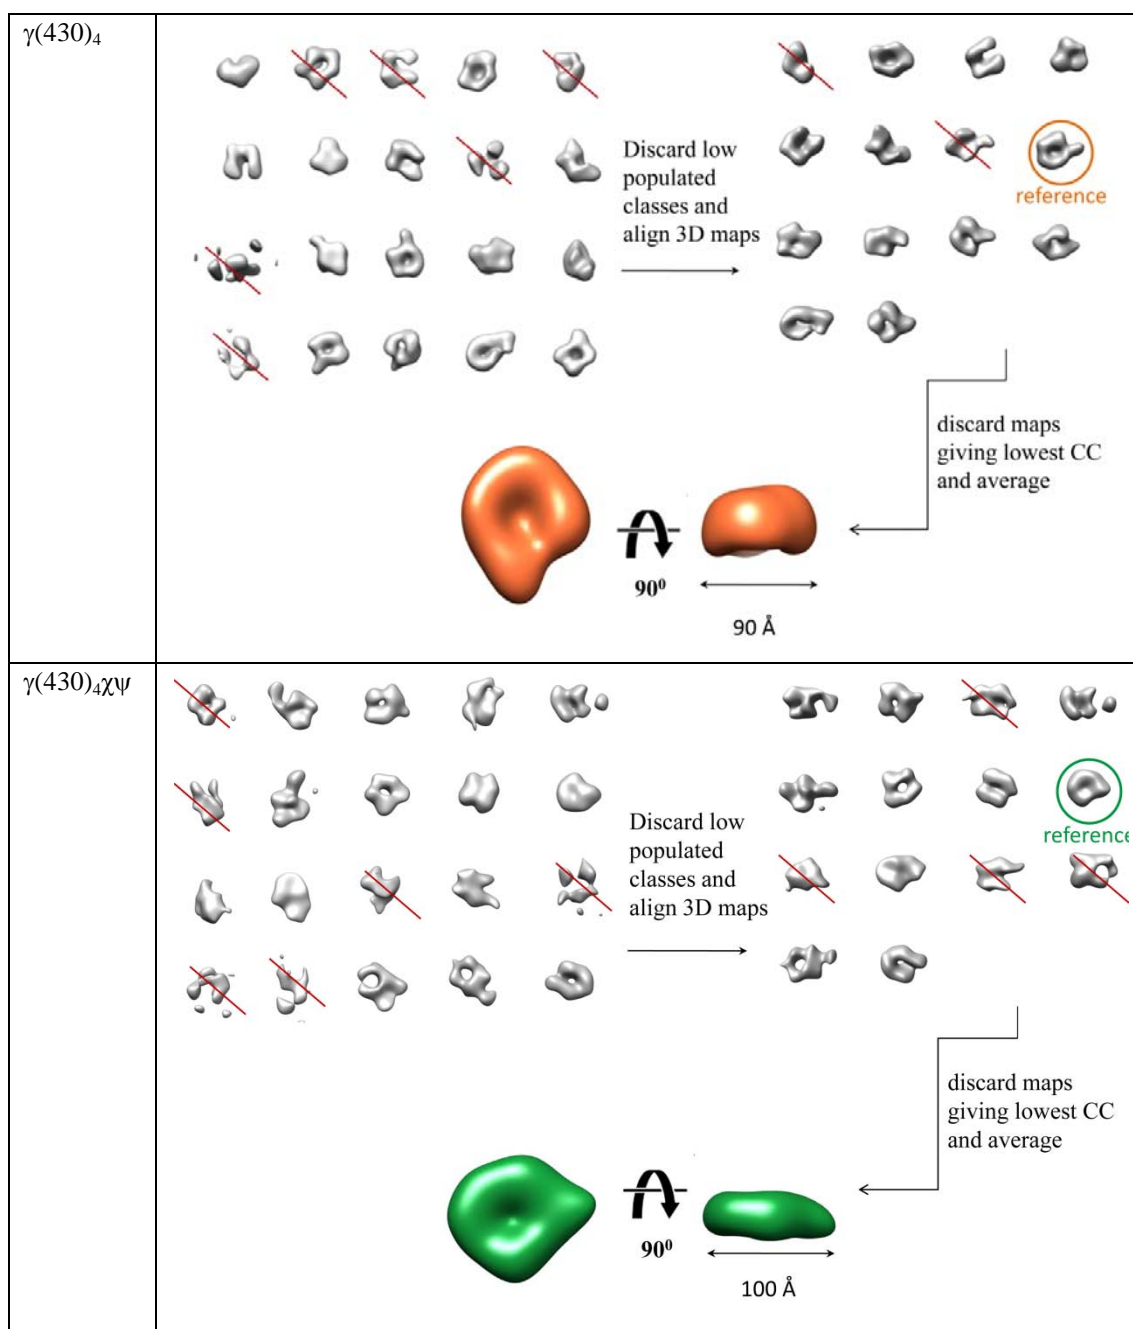 γ(430)₄
Discard low
populated
classes and
align 3D maps
reference
discard maps
giving lowest CC
and average
90⁰
90 Å
γ(430)₄χψ
Discard low
populated
classes and
align 3D maps
reference
discard maps
giving lowest CC
and average
90⁰
100 Å